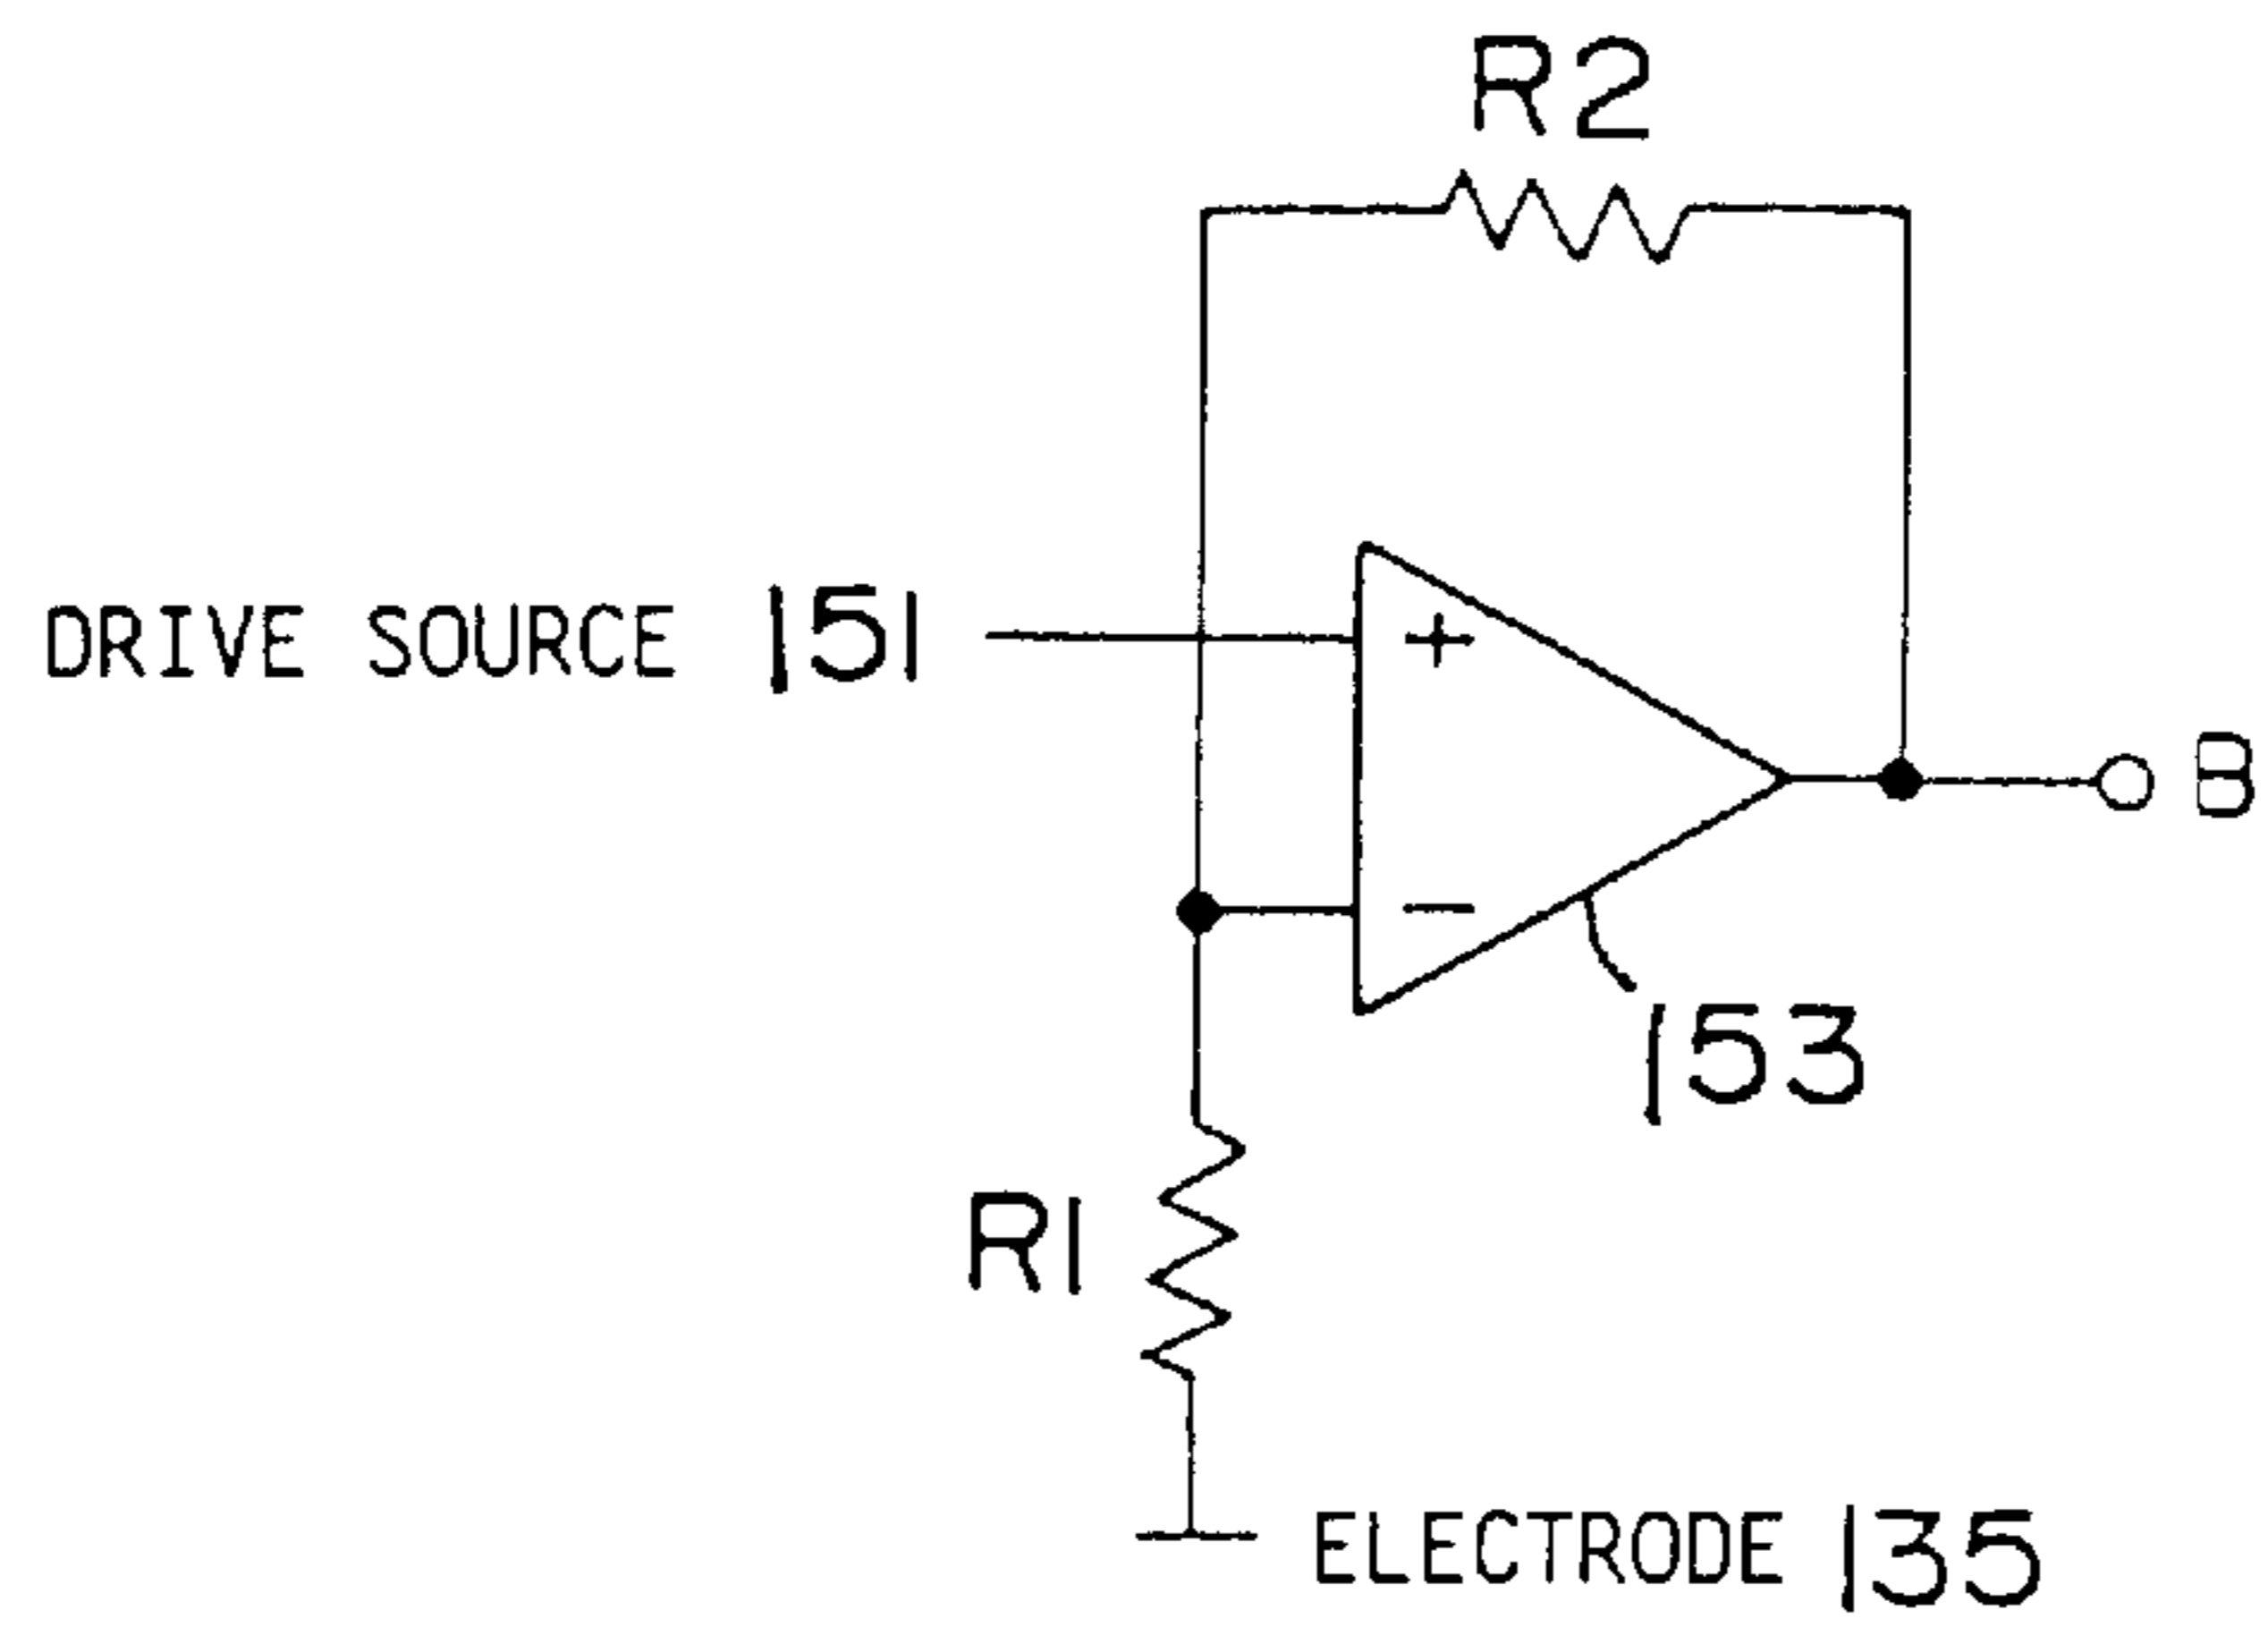 R2
DRIVE SOURCE 151
+
B
−
153
R1
ELECTRODE 135